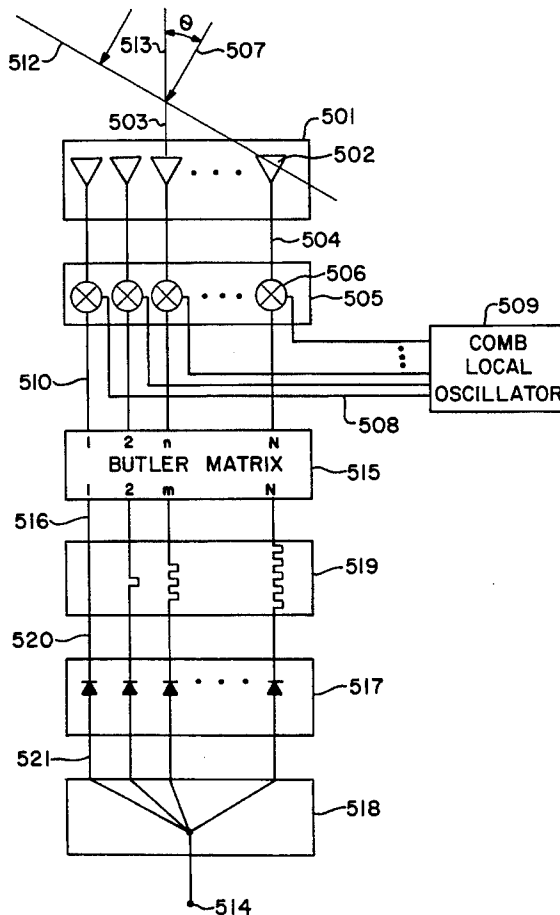 θ
513
507
512
503
501
502
504
506
505
509
COMB
LOCAL
OSCILLATOR
510
508
1 2 n N
BUTLER MATRIX
1 2 m N
515
516
519
520
517
521
518
514